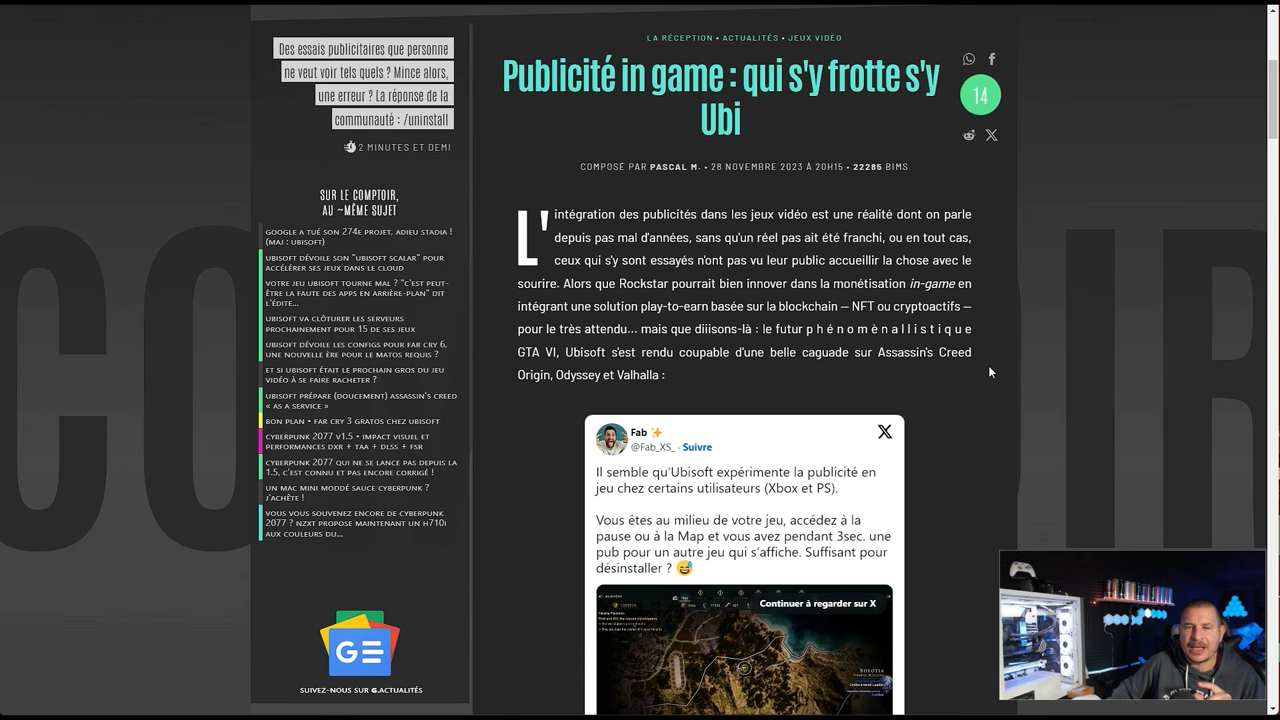 Des essais publicitaires que personne
ne veut voir tels quels ? Mince alors,
une erreur ? La réponse de la
communauté : /uninstall
2 MINUTES ET DEMI
SUR LE COMPTOIR,
AU ~MÊME SUJET
GOOGLE A TUÉ SON 274E PROJET, ADIEU STADIA !
(MAJ : UBISOFT)
UBISOFT DÉVOILE SON "UBISOFT SCALAR" POUR
ACCÉLÉRER SES JEUX DANS LE CLOUD
VOTRE JEU UBISOFT TOURNE MAL ? "C'EST PEUT-
ÊTRE LA FAUTE DES APPS EN ARRIÈRE-PLAN" DIT
L'ÉDITE...
UBISOFT VA CLÔTURER LES SERVEURS
PROCHAINEMENT POUR 15 DE SES JEUX
UBISOFT DÉVOILE LES CONFIGS POUR FAR CRY 6,
UNE NOUVELLE ÈRE POUR LE MATOS REQUIS ?
ET SI UBISOFT ÉTAIT LE PROCHAIN GROS DU JEU
VIDÉO À SE FAIRE RACHETER ?
UBISOFT PRÉPARE (DOUCEMENT) ASSASSIN'S CREED
« AS A SERVICE »
BON PLAN • FAR CRY 3 GRATOS CHEZ UBISOFT
CYBERPUNK 2077 V1.5 • IMPACT VISUEL ET
PERFORMANCES DXR + TAA + DLSS + FSR
CYBERPUNK 2077 QUI NE SE LANCE PAS DEPUIS LA
1.5, C'EST CONNU ET PAS ENCORE CORRIGÉ !
UN MAC MINI MODDÉ SAUCE CYBERPUNK ?
J'ACHÈTE !
VOUS VOUS SOUVENEZ ENCORE DE CYBERPUNK
2077 ? NZXT PROPOSE MAINTENANT UN H710I
AUX COULEURS DU...
GE
SUIVEZ-NOUS SUR G.ACTUALITÉS
LA RÉCEPTION • ACTUALITÉS • JEUX VIDÉO
Publicité in game : qui s'y frotte s'y
Ubi
14
COMPOSÉ PAR PASCAL M. • 28 NOVEMBRE 2023 À 20H15 • 22285 BIMS
L'intégration des publicités dans les jeux vidéo est une réalité dont on parle
depuis pas mal d'années, sans qu'un réel pas ait été franchi, ou en tout cas,
ceux qui s'y sont essayés n'ont pas vu leur public accueillir la chose avec le
sourire. Alors que Rockstar pourrait bien innover dans la monétisation in-game en
intégrant une solution play-to-earn basée sur la blockchain — NFT ou cryptoactifs —
pour le très attendu... mais que diiisons-là : le futur p h é n o m è n a l l i s t i q u e
GTA VI, Ubisoft s'est rendu coupable d'une belle caguade sur Assassin's Creed
Origin, Odyssey et Valhalla :
Fab ✨
@Fab_XS_ · Suivre
Il semble qu'Ubisoft expérimente la publicité en
jeu chez certains utilisateurs (Xbox et PS).
Vous êtes au milieu de votre jeu, accédez à la
pause ou à la Map et vous avez pendant 3sec. une
pub pour un autre jeu qui s'affiche. Suffisant pour
désinstaller ? 😅
Continuer à regarder sur X